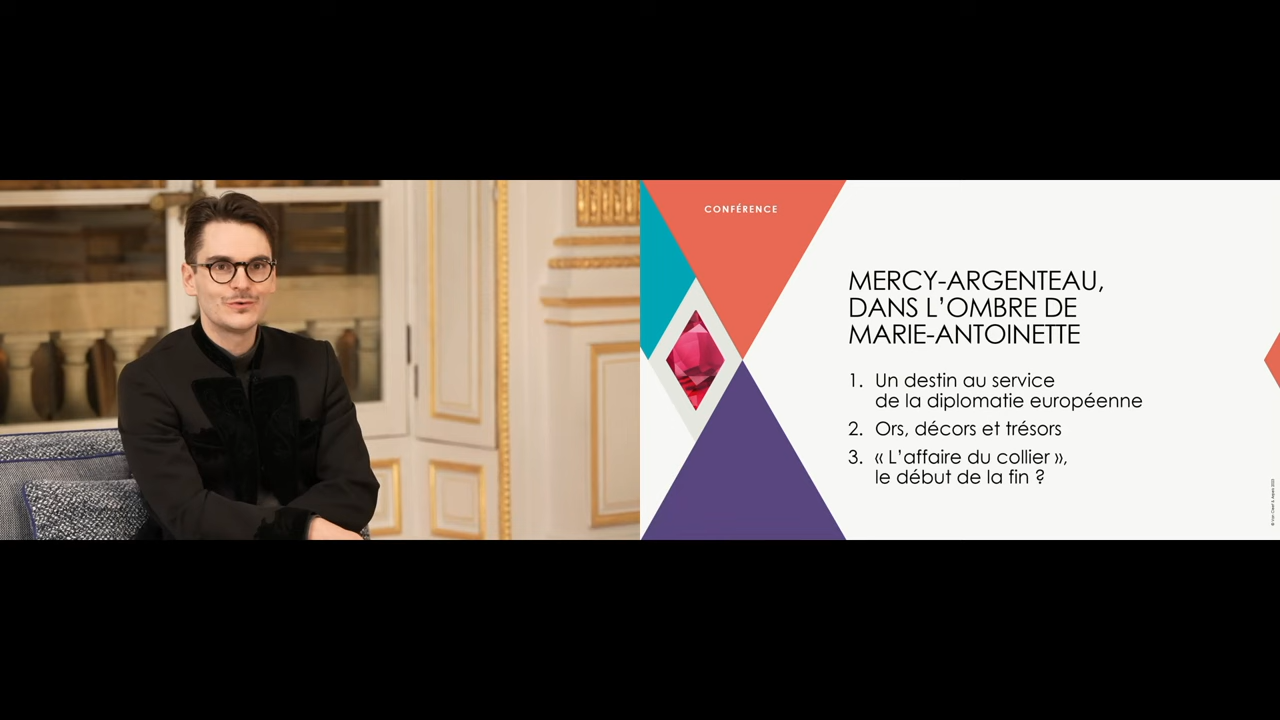 CONFÉRENCE
MERCY-ARGENTEAU,
DANS L’OMBRE DE
MARIE-ANTOINETTE
1. Un destin au service
de la diplomatie européenne
2. Ors, décors et trésors
3. « L’affaire du collier »,
le début de la fin ?